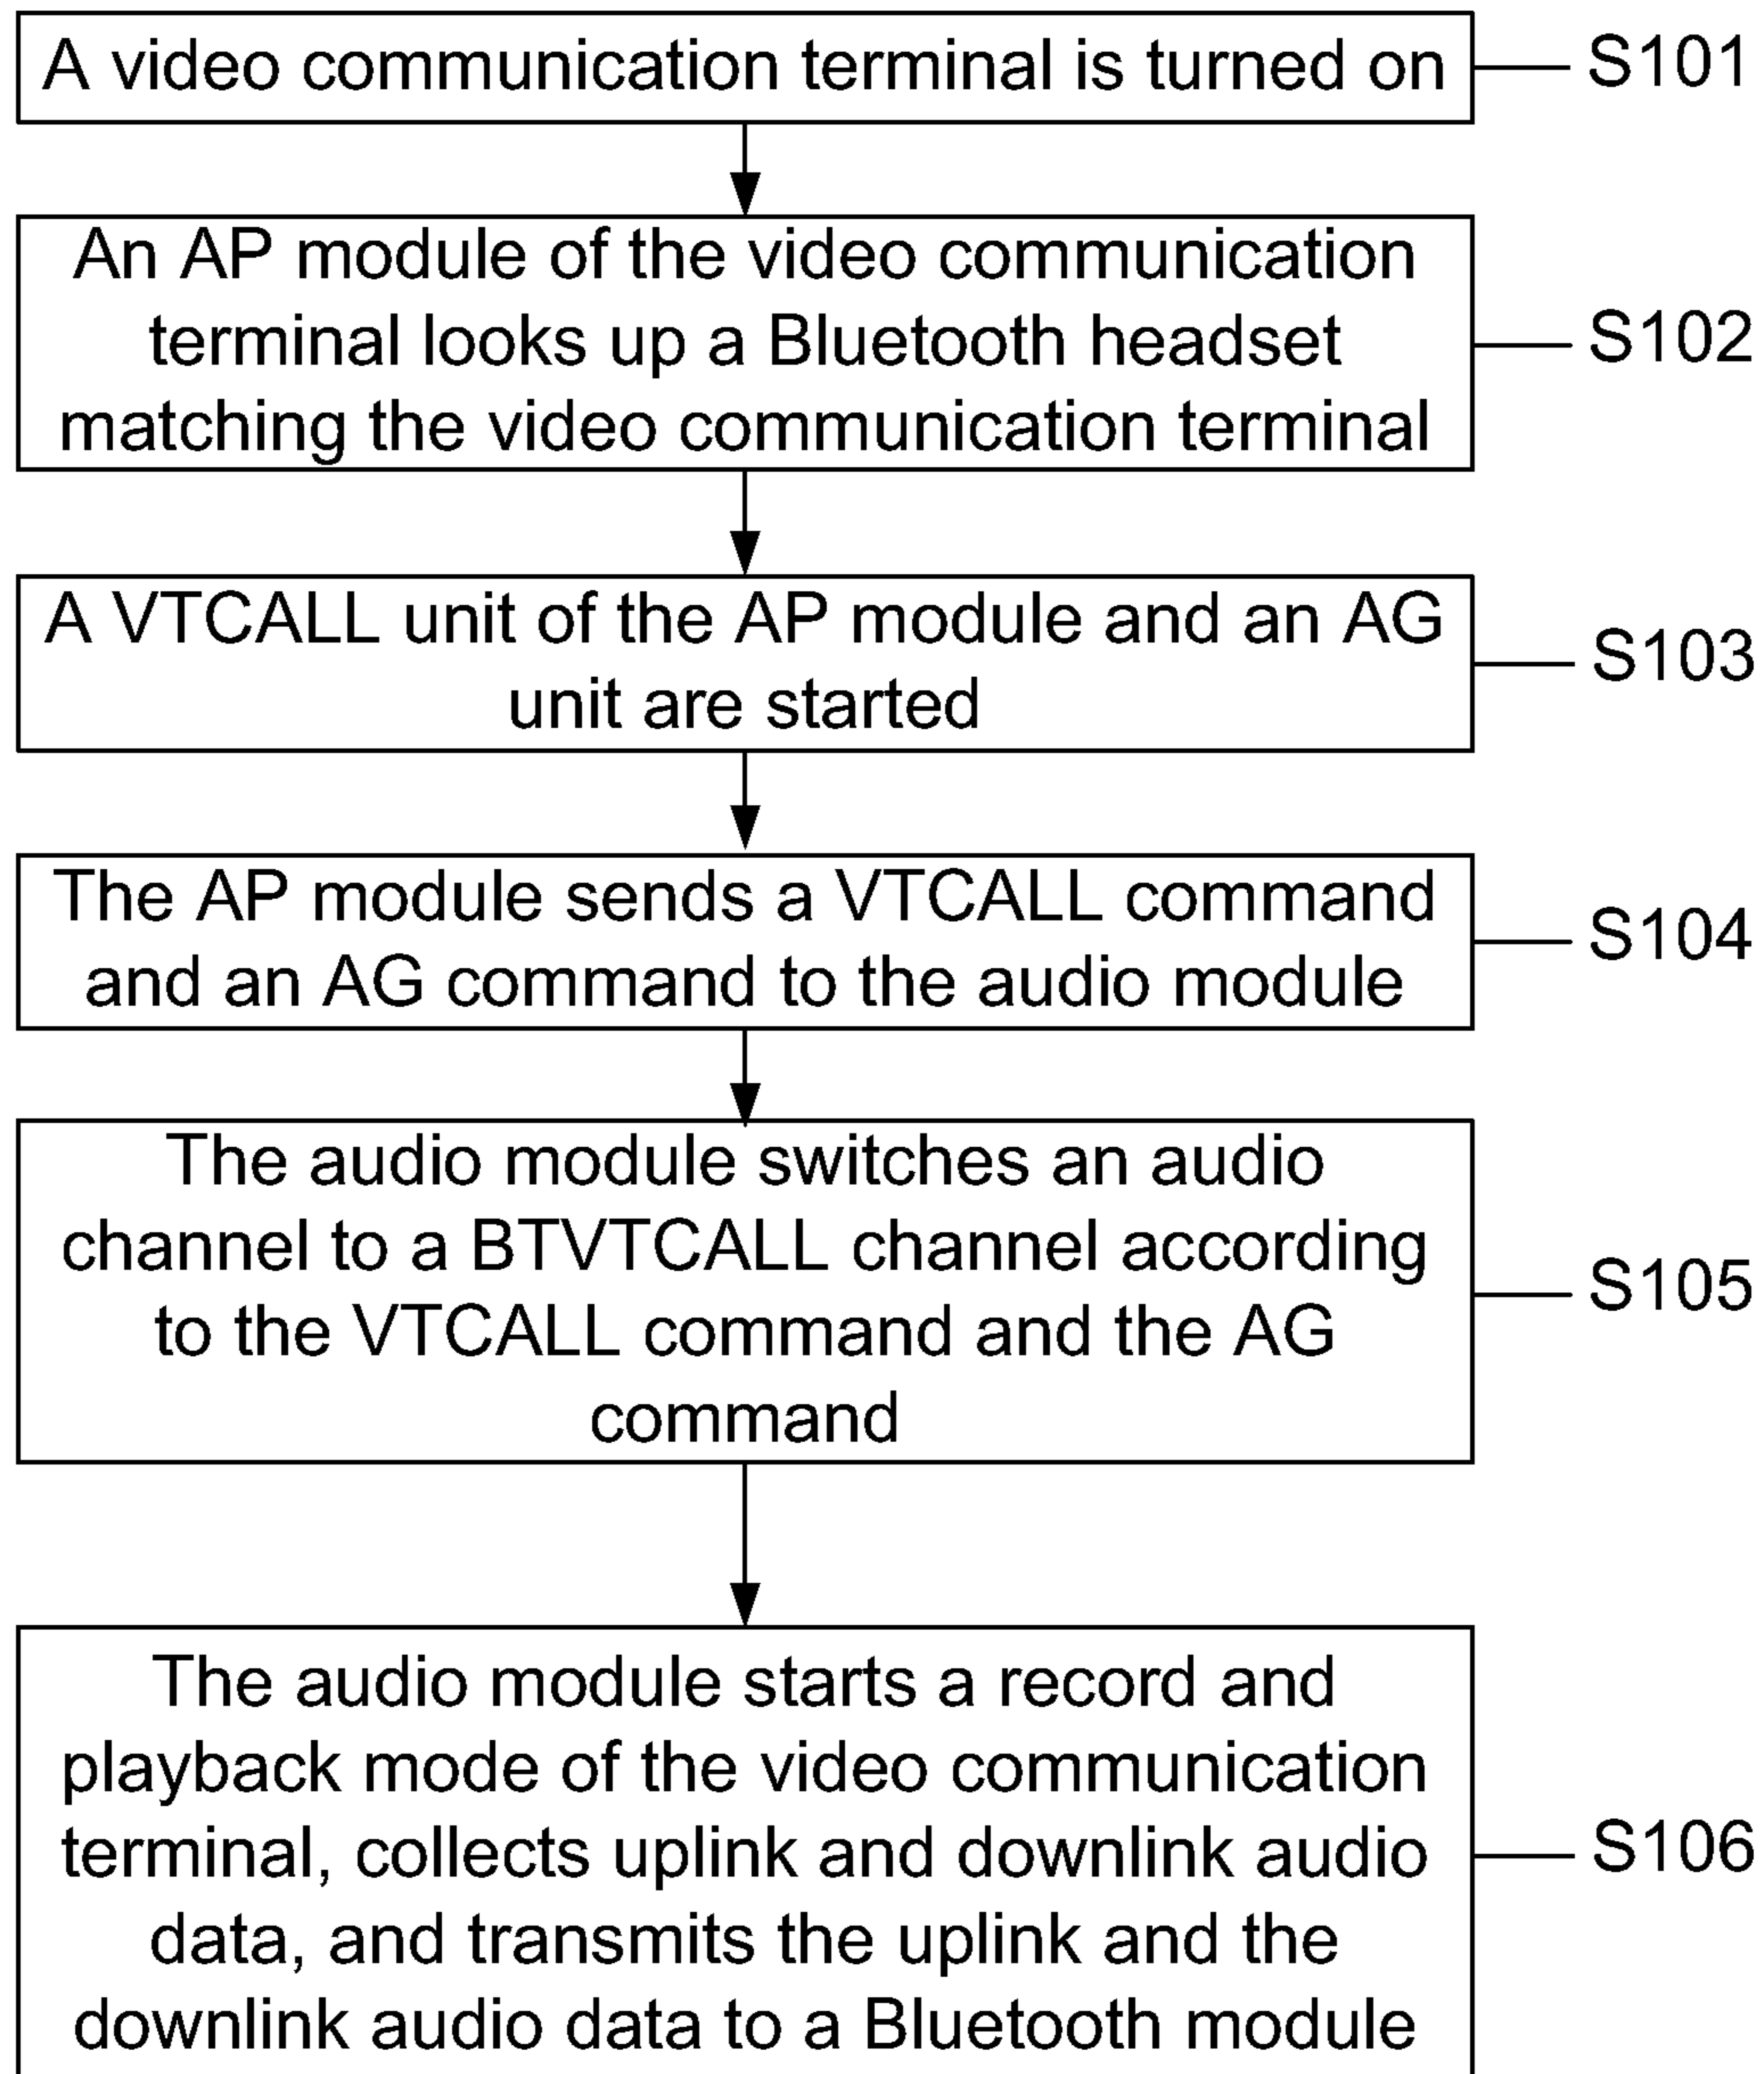 A video communication terminal is turned on
S101
An AP module of the video communication
terminal looks up a Bluetooth headset
matching the video communication terminal
S102
A VTCALL unit of the AP module and an AG
unit are started
S103
The AP module sends a VTCALL command
and an AG command to the audio module
S104
The audio module switches an audio
channel to a BTVTCALL channel according
to the VTCALL command and the AG
command
S105
The audio module starts a record and
playback mode of the video communication
terminal, collects uplink and downlink audio
data, and transmits the uplink and the
downlink audio data to a Bluetooth module
S106